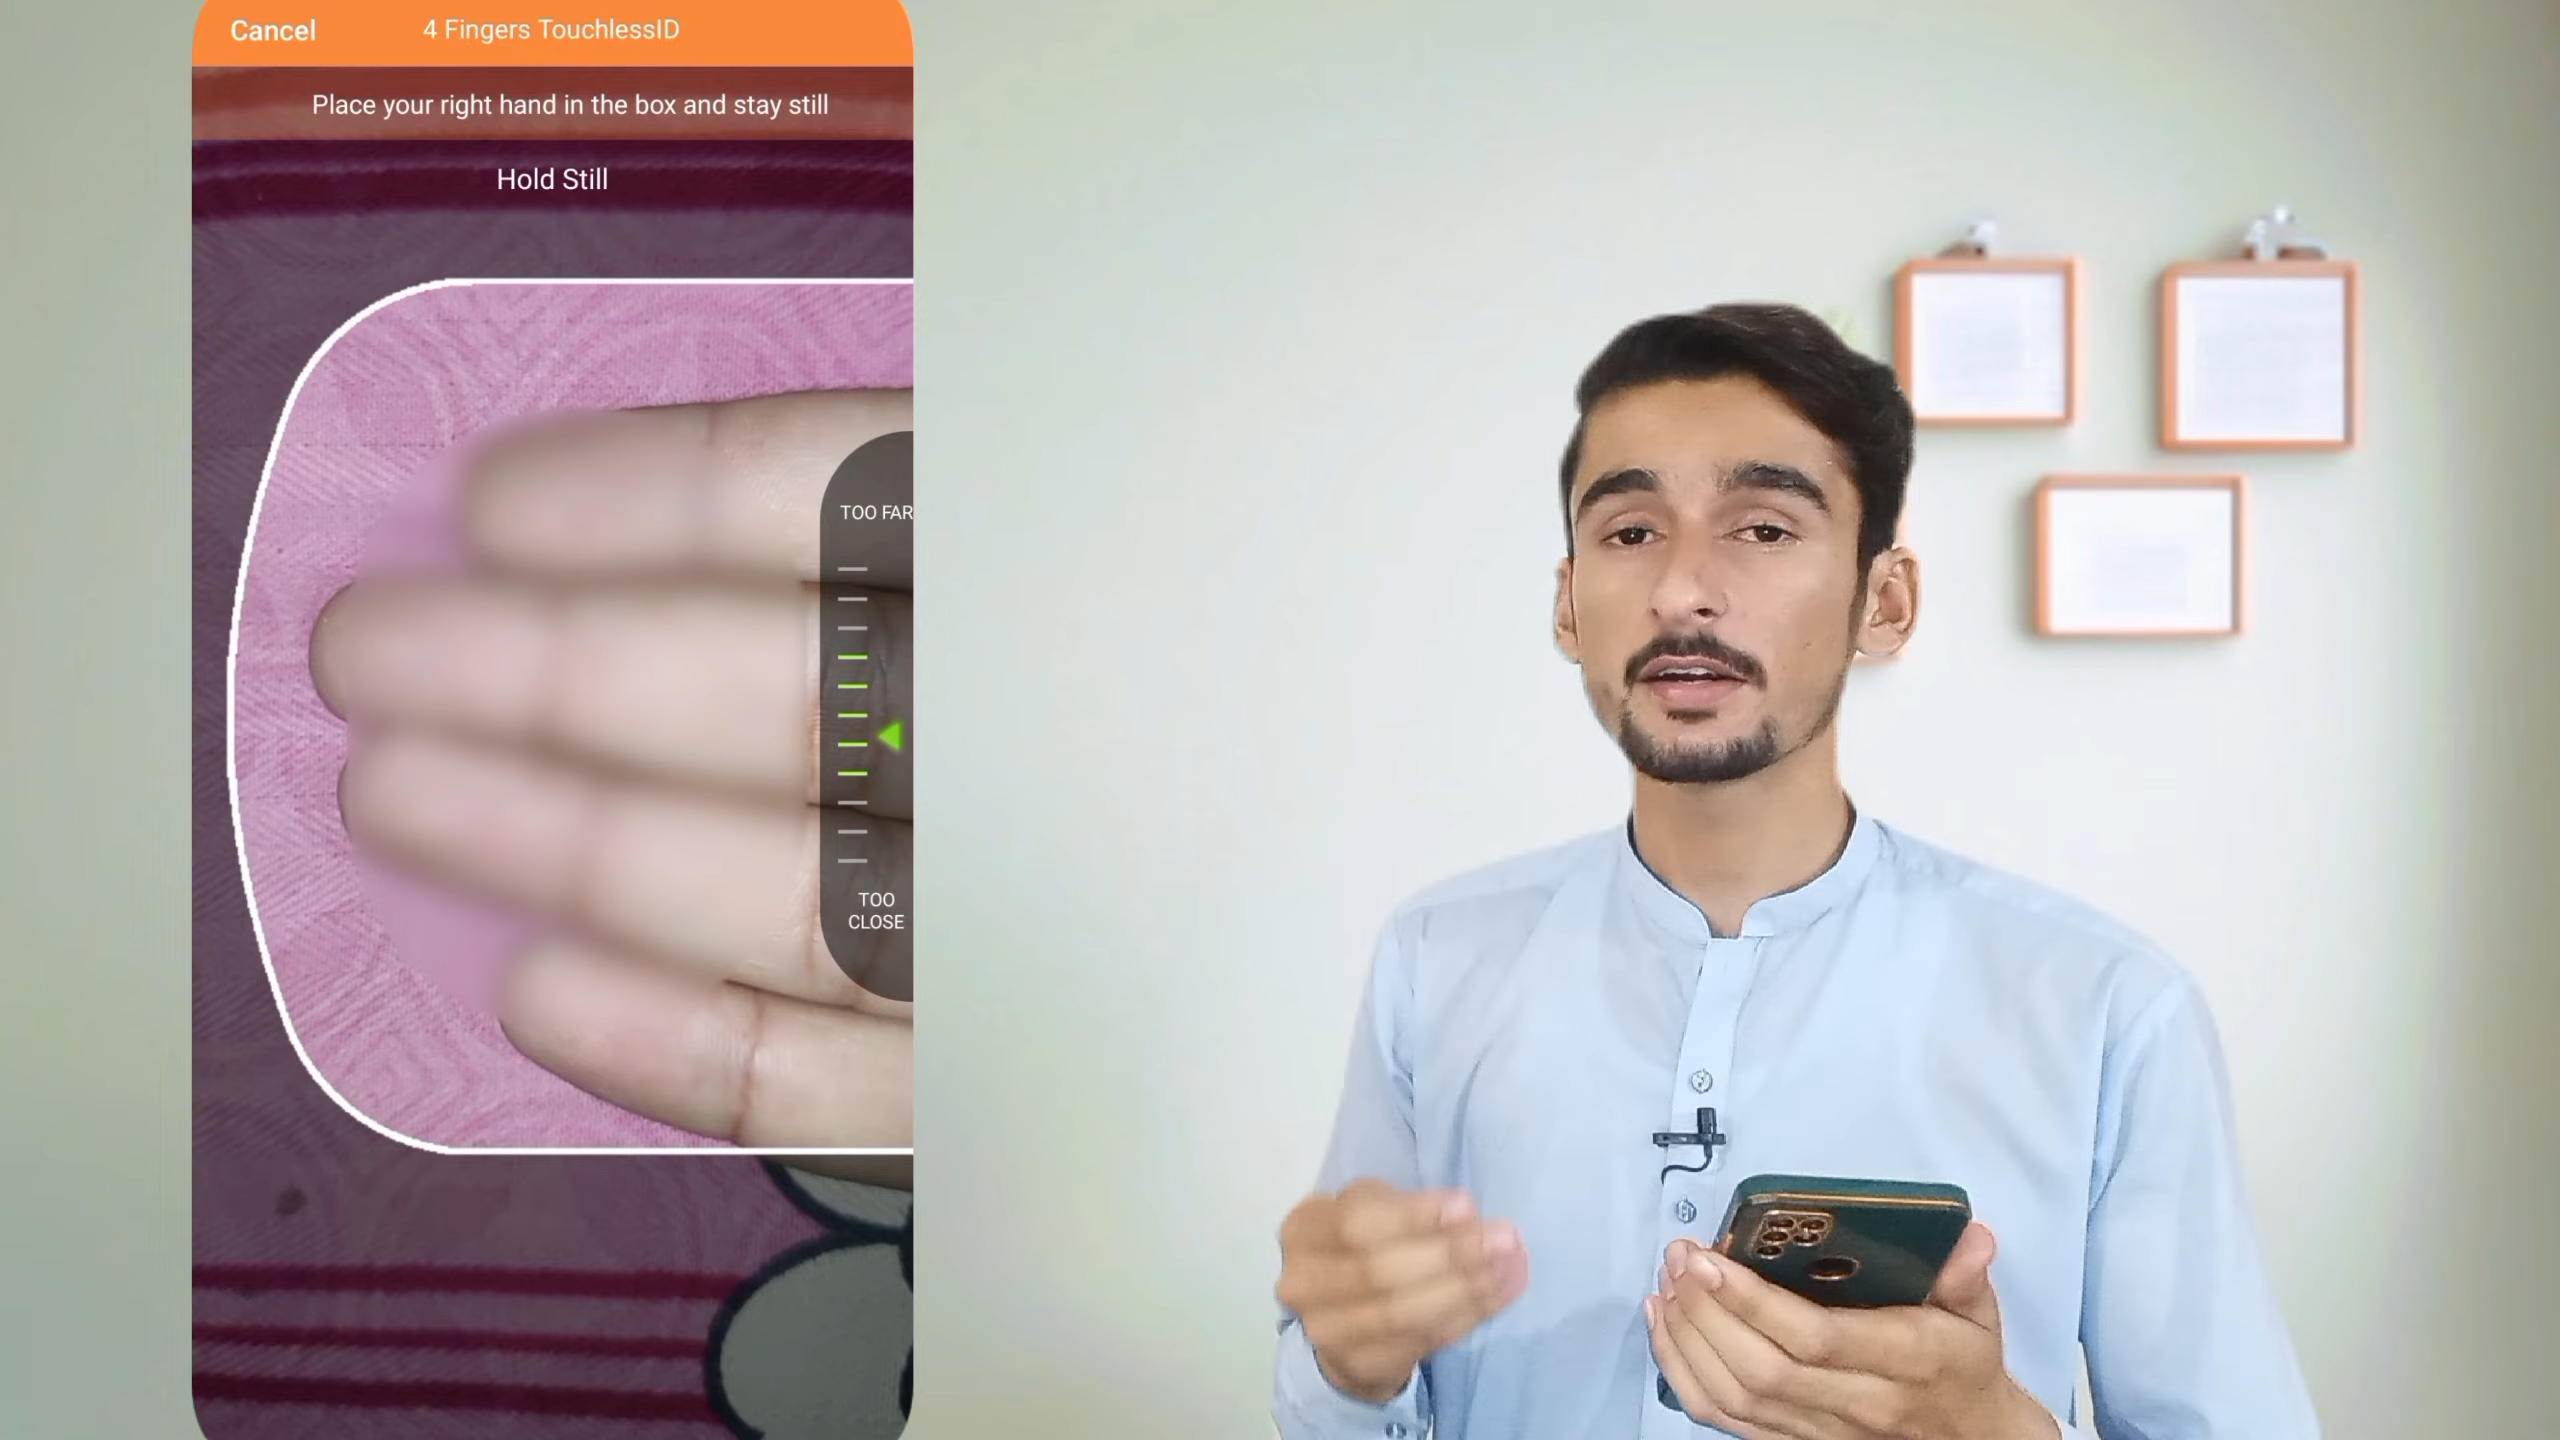 Cancel
4 Fingers TouchlessID
Place your right hand in the box and stay still
Hold Still
TOO FAR
TOO
CLOSE